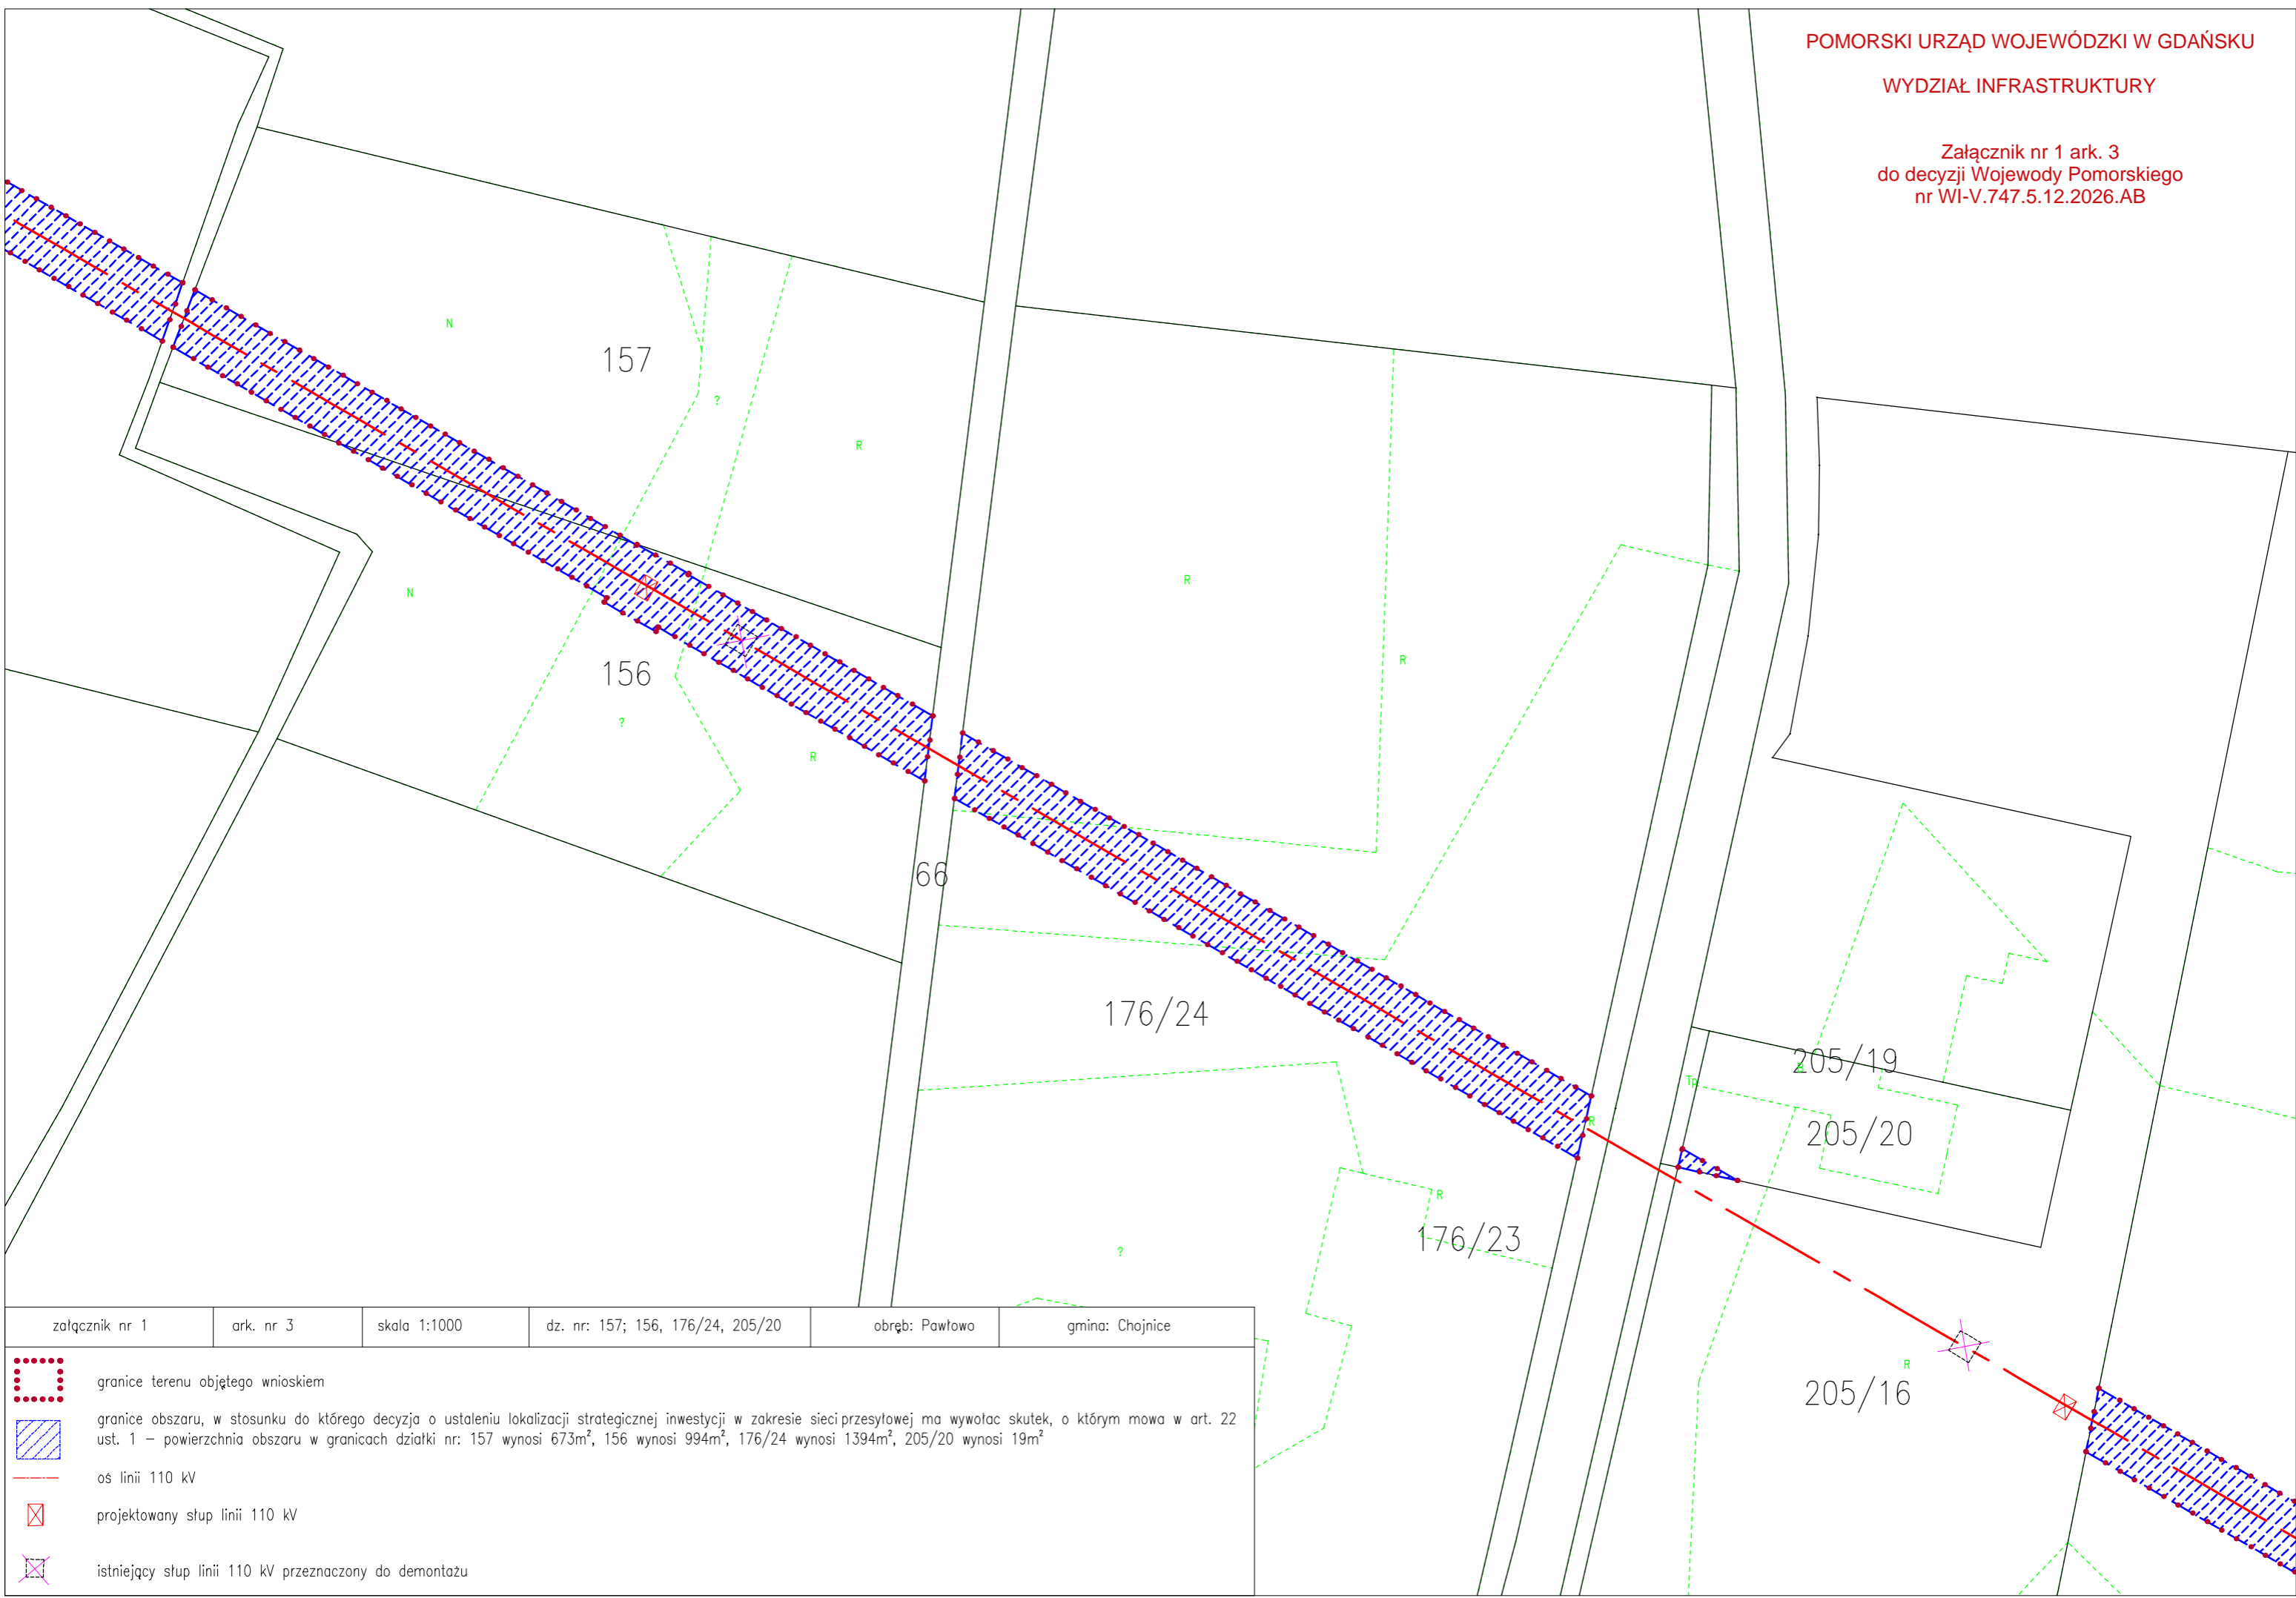 POMORSKI URZĄD WOJEWÓDZKI W GDAŃSKU
WYDZIAŁ INFRASTRUKTURY
Załącznik nr 1 ark. 3
do decyzji Wojewody Pomorskiego
nr WI-V.747.5.12.2026.AB
N
157
?
R
N
R
R
156
?
R
66
176/24
205/19
B
Tp
R
205/20
R
176/23
?
R
205/16
załącznik nr 1 ark. nr 3 skala 1:1000 dz. nr: 157; 156, 176/24, 205/20 obręb: Pawłowo gmina: Chojnice
granice terenu objętego wnioskiem
granice obszaru, w stosunku do którego decyzja o ustaleniu lokalizacji strategicznej inwestycji w zakresie sieci przesyłowej ma wywołac skutek, o którym mowa w art. 22
ust. 1 – powierzchnia obszaru w granicach działki nr: 157 wynosi 673m², 156 wynosi 994m², 176/24 wynosi 1394m², 205/20 wynosi 19m²
oś linii 110 kV
projektowany słup linii 110 kV
istniejący słup linii 110 kV przeznaczony do demontażu